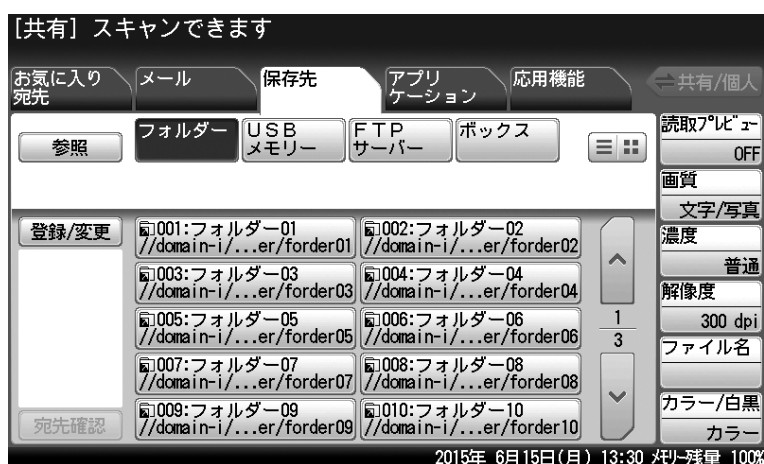 [共有] スキャンできます
お気に入り
宛先
メール
保存先
アプリ
ケーション
応用機能
共有/個人
参照
フォルダー
USB
メモリー
FTP
サーバー
ボックス
登録/変更
001:フォルダー01
//domain-i/...er/forder01
002:フォルダー02
//domain-i/...er/forder02
003:フォルダー03
//domain-i/...er/forder03
004:フォルダー04
//domain-i/...er/forder04
005:フォルダー05
//domain-i/...er/forder05
006:フォルダー06
//domain-i/...er/forder06
007:フォルダー07
//domain-i/...er/forder07
008:フォルダー08
//domain-i/...er/forder08
009:フォルダー09
//domain-i/...er/forder09
010:フォルダー10
//domain-i/...er/forder10
宛先確認
1
3
読取プレビュー
OFF
画質
文字/写真
濃度
普通
解像度
300 dpi
ファイル名
カラー/白黒
カラー
2015年 6月15日(月) 13:30 メモリー残量 100%